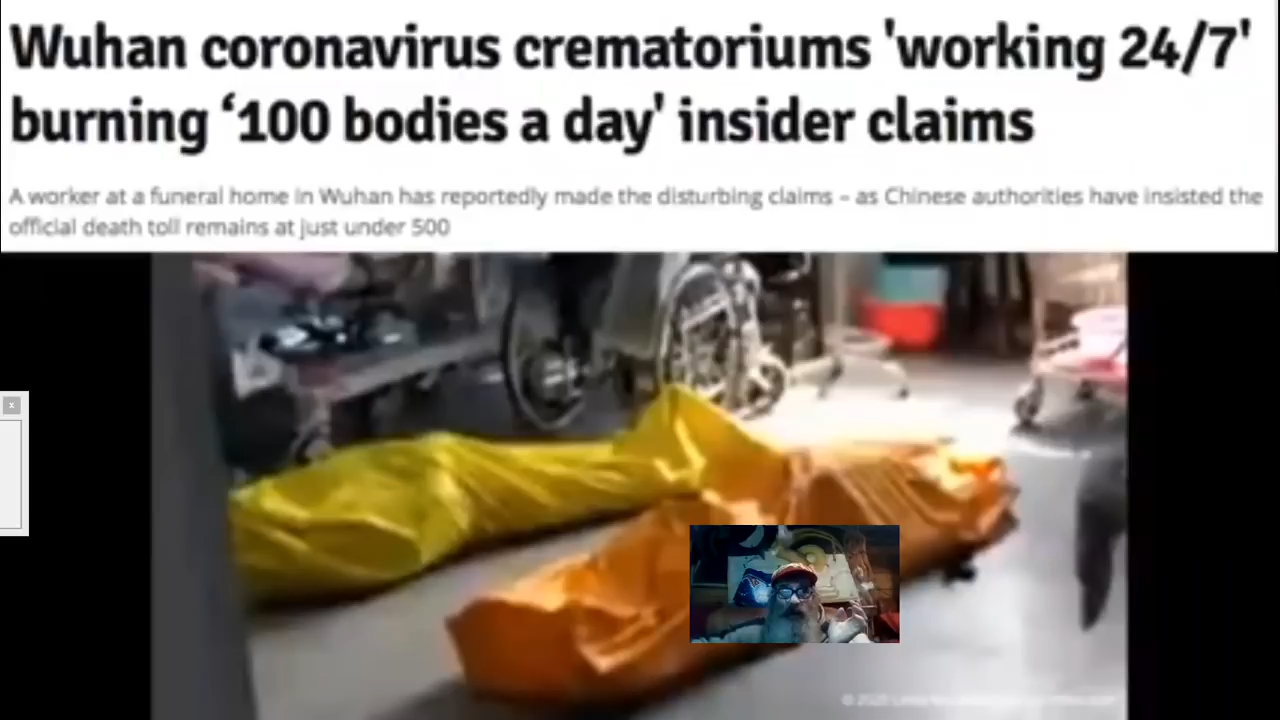 Wuhan coronavirus crematoriums 'working 24/7'
burning ‘100 bodies a day' insider claims
A worker at a funeral home in Wuhan has reportedly made the disturbing claims – as Chinese authorities have insisted the
official death toll remains at just under 500
x
© 2020